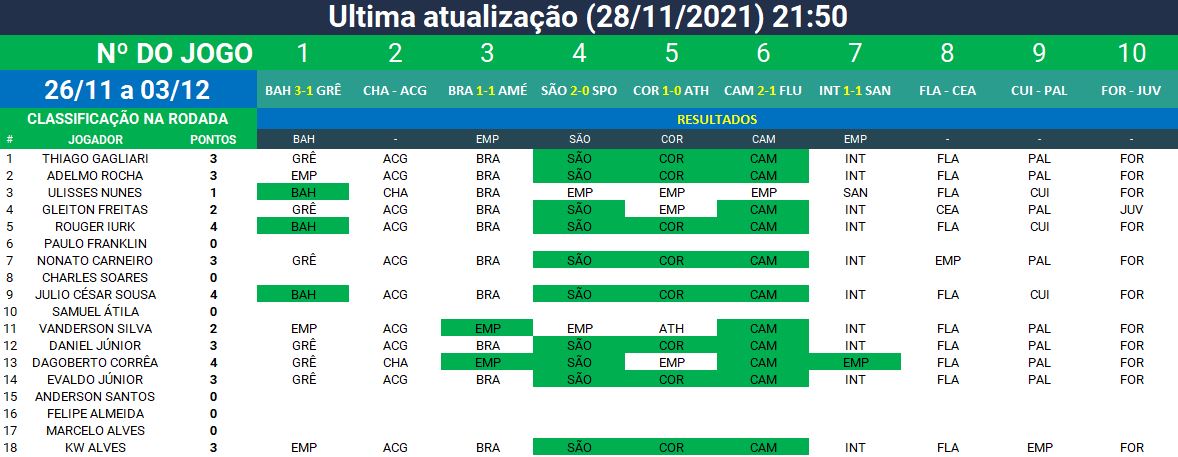 Ultima atualização (28/11/2021) 21:50
Nº DO JOGO 1 2 3 4 5 6 7 8 9 10
26/11 a 03/12 BAH 3-1 GRÊ CHA - ACG BRA 1-1 AMÉ SÃO 2-0 SPO COR 1-0 ATH CAM 2-1 FLU INT 1-1 SAN FLA - CEA CUI - PAL FOR - JUV
CLASSIFICAÇÃO NA RODADA RESULTADOS
# JOGADOR PONTOS BAH - EMP SÃO COR CAM EMP - - -
1 THIAGO GAGLIARI 3 GRÊ ACG BRA SÃO COR CAM INT FLA PAL FOR
2 ADELMO ROCHA 3 EMP ACG BRA SÃO COR CAM INT FLA PAL FOR
3 ULISSES NUNES 1 BAH CHA BRA EMP EMP EMP SAN FLA CUI FOR
4 GLEITON FREITAS 2 GRÊ ACG BRA SÃO EMP CAM INT CEA PAL JUV
5 ROUGER IURK 4 BAH ACG BRA SÃO COR CAM INT FLA CUI FOR
6 PAULO FRANKLIN 0
7 NONATO CARNEIRO 3 GRÊ ACG BRA SÃO COR CAM INT EMP PAL FOR
8 CHARLES SOARES 0
9 JULIO CÉSAR SOUSA 4 BAH ACG BRA SÃO COR CAM INT FLA CUI FOR
10 SAMUEL ÁTILA 0
11 VANDERSON SILVA 2 EMP ACG EMP EMP ATH CAM INT FLA PAL FOR
12 DANIEL JÚNIOR 3 GRÊ ACG BRA SÃO COR CAM INT FLA PAL FOR
13 DAGOBERTO CORRÊA 4 GRÊ CHA EMP SÃO EMP CAM EMP FLA PAL FOR
14 EVALDO JÚNIOR 3 GRÊ ACG BRA SÃO COR CAM INT FLA PAL FOR
15 ANDERSON SANTOS 0
16 FELIPE ALMEIDA 0
17 MARCELO ALVES 0
18 KW ALVES 3 EMP ACG BRA SÃO COR CAM INT FLA EMP FOR